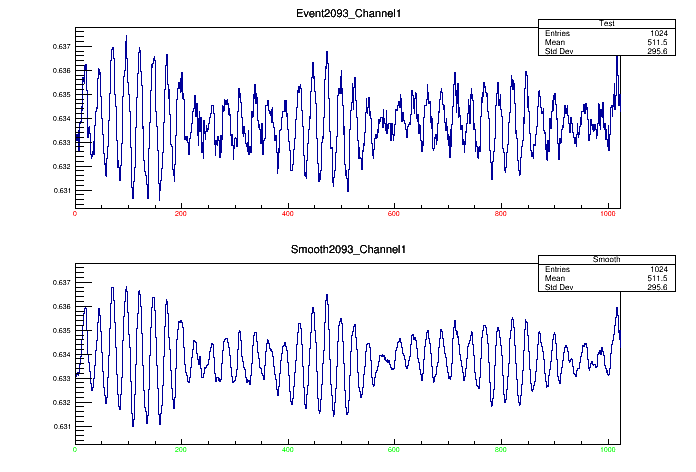 Event2093_Channel1
Test
Entries 1024
Mean 511.5
Std Dev 295.6
0.637
0.636
0.635
0.634
0.633
0.632
0.631
0 200 400 600 800 1000
Smooth2093_Channel1
Smooth
Entries 1024
Mean 511.5
Std Dev 295.6
0.637
0.636
0.635
0.634
0.633
0.632
0.631
0 200 400 600 800 1000